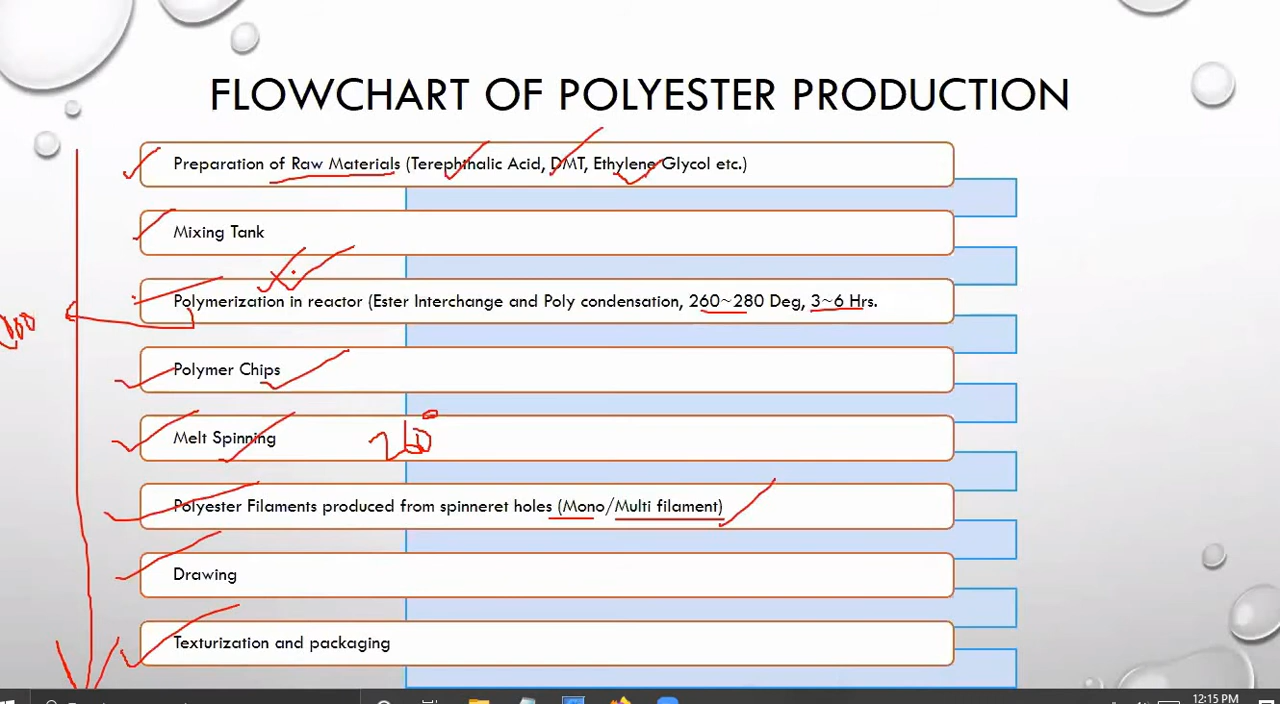 FLOWCHART OF POLYESTER PRODUCTION
Preparation of Raw Materials (Terephthalic Acid, DMT, Ethylene Glycol etc.)
Mixing Tank
Polymerization in reactor (Ester Interchange and Poly condensation, 260~280 Deg, 3~6 Hrs.
Polymer Chips
Melt Spinning
260°
Polyester Filaments produced from spinneret holes (Mono/Multi filament)
Drawing
Texturization and packaging
12:15 PM